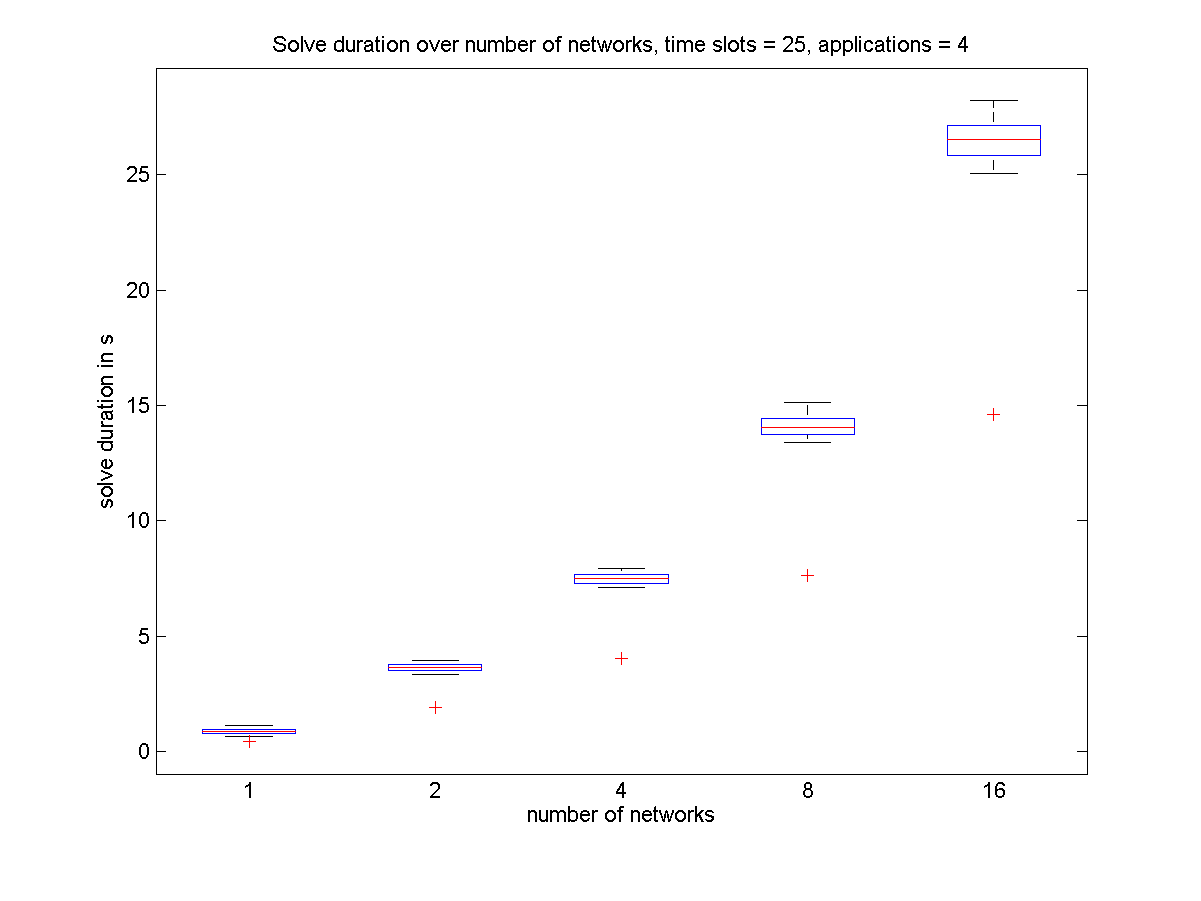 Solve duration over number of networks, time slots = 25, applications = 4
25
20
15
10
5
0
solve duration in s
1 2 4 8 16
number of networks